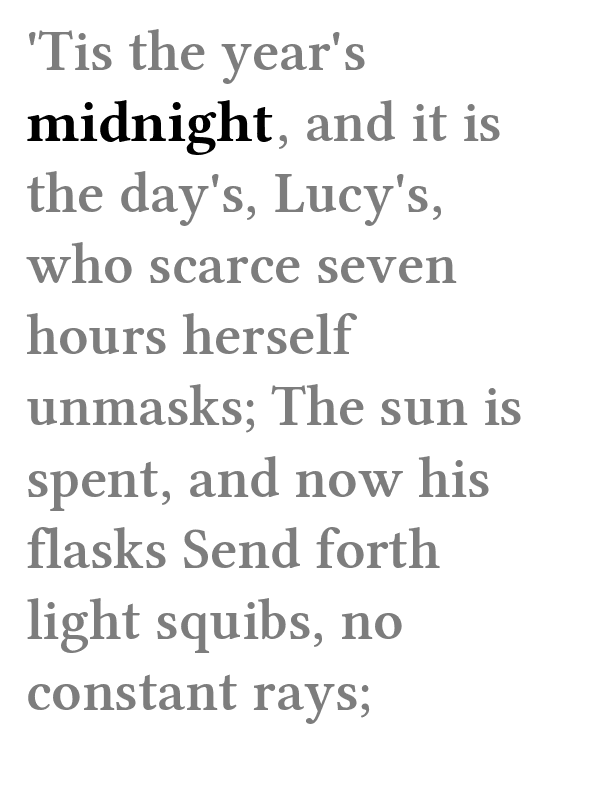 'Tis the year's
midnight, and it is
the day's, Lucy's,
who scarce seven
hours herself
unmasks; The sun is
spent, and now his
flasks Send forth
light squibs, no
constant rays;